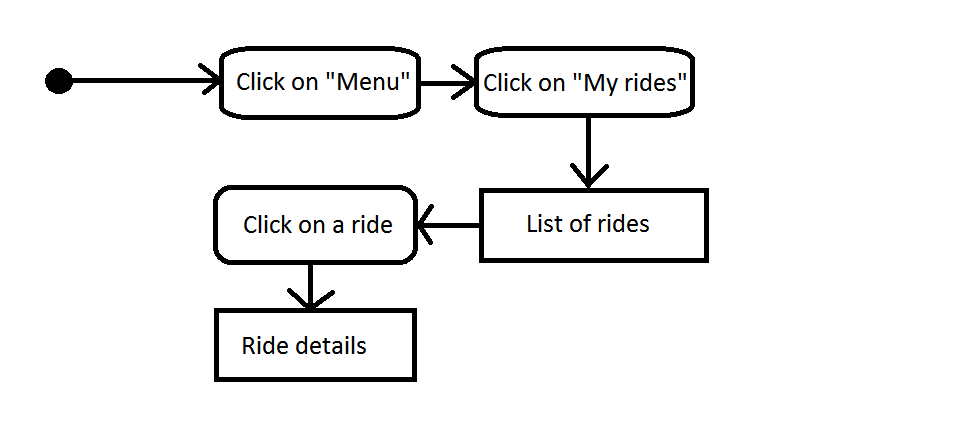 Click on "Menu"
Click on "My rides"
List of rides
Click on a ride
Ride details